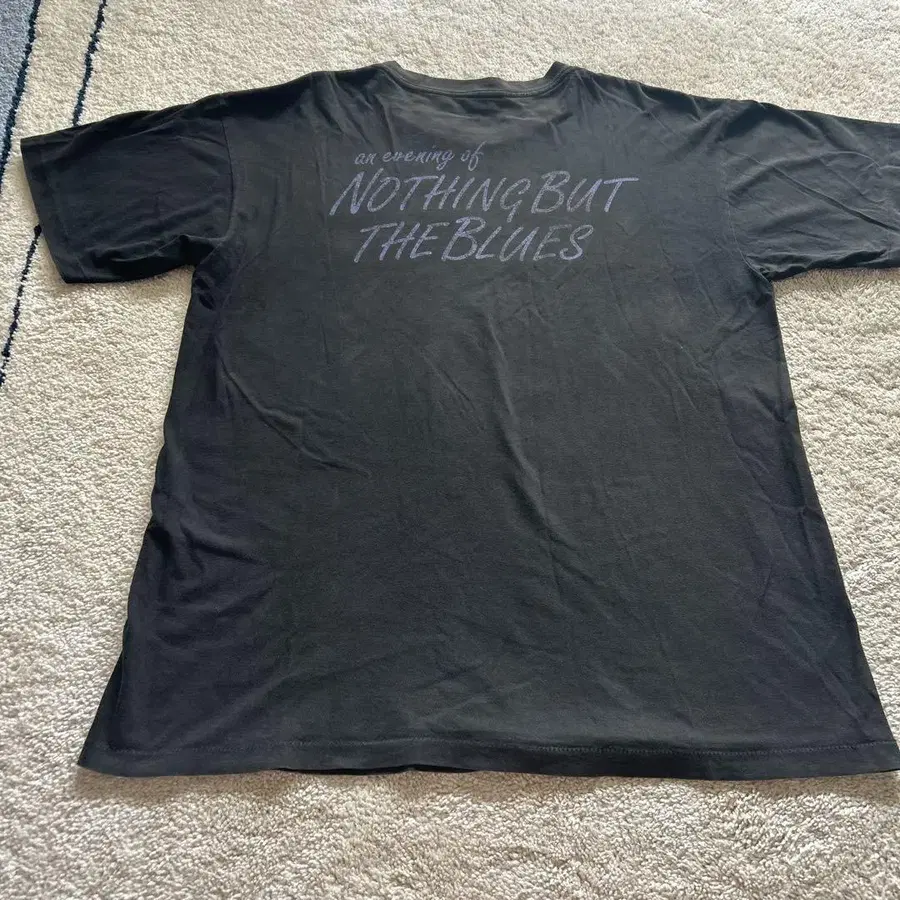 an evening of
NOTHING BUT
THE BLUES